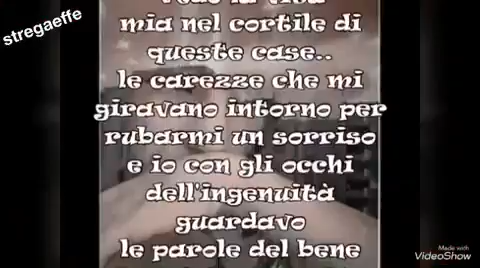 stregaeffe
mia nel cortile di
queste case..
le carezze che mi
giravano intorno per
rubarmi un sorriso
e io con gli occhi
dell'ingenuità
guardavo
le parole del bene
Made with
VideoShow